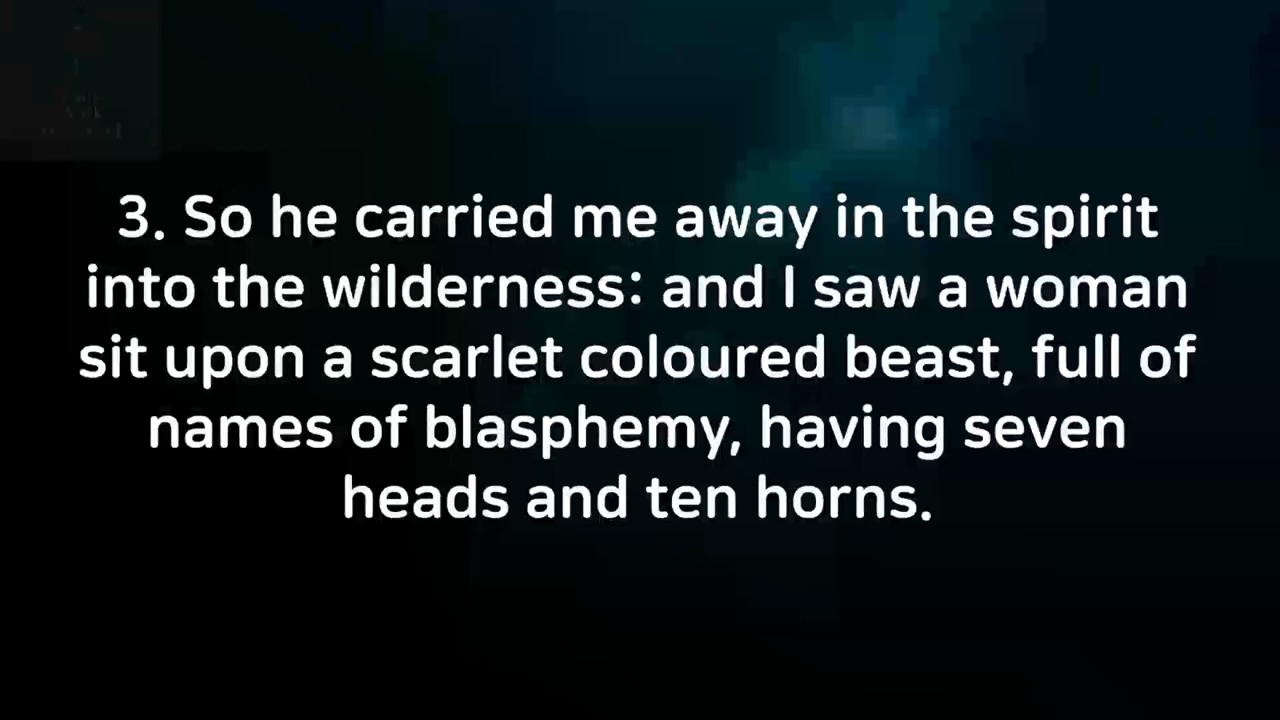 3. So he carried me away in the spirit
into the wilderness: and I saw a woman
sit upon a scarlet coloured beast, full of
names of blasphemy, having seven
heads and ten horns.